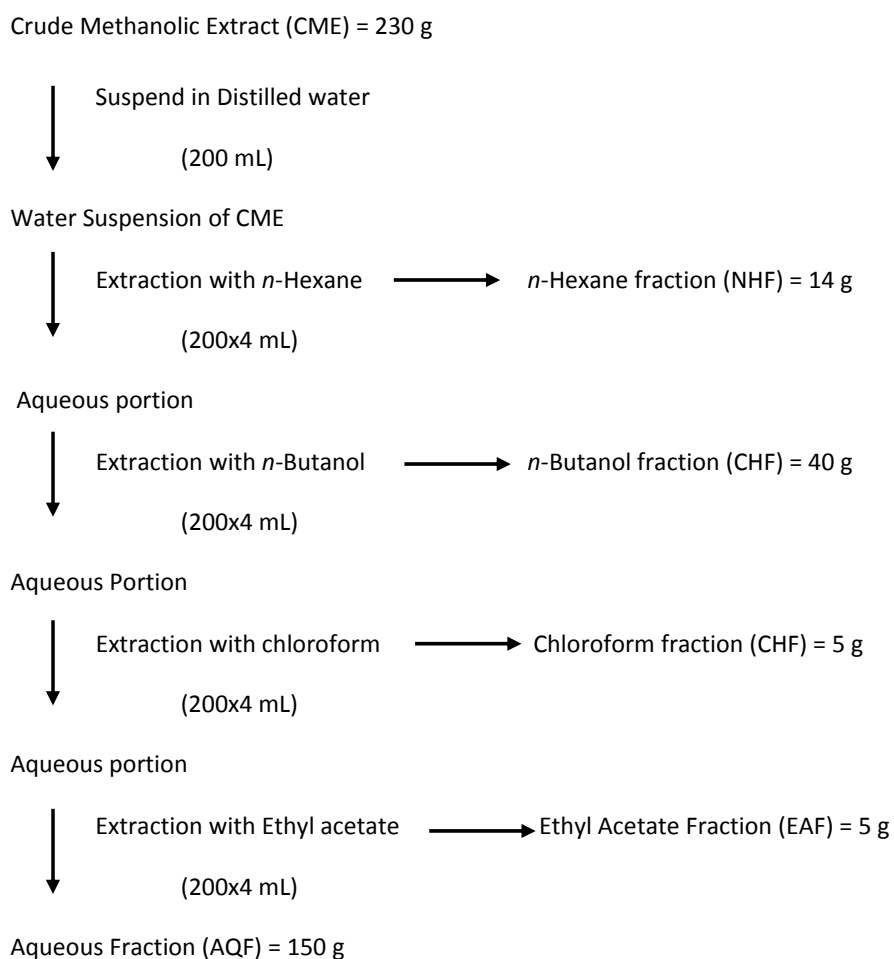 Crude Methanolic Extract (CME) = 230 g
Suspend in Distilled water
(200 mL)
Water Suspension of CME
Extraction with n-Hexane n-Hexane fraction (NHF) = 14 g
(200x4 mL)
Aqueous portion
Extraction with n-Butanol n-Butanol fraction (CHF) = 40 g
(200x4 mL)
Aqueous Portion
Extraction with chloroform Chloroform fraction (CHF) = 5 g
(200x4 mL)
Aqueous portion
Extraction with Ethyl acetate Ethyl Acetate Fraction (EAF) = 5 g
(200x4 mL)
Aqueous Fraction (AQF) = 150 g